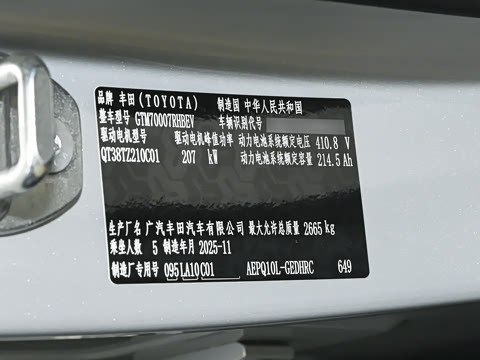 品牌 丰田(TOYOTA) 制造国 中华人民共和国
整车型号 GTM70007RHBEV 车辆识别代号
驱动电机型号 驱动电机峰值功率 动力电池系统额定电压 410.8 V
QT38TZ210C01 207 kW 动力电池系统额定容量 214.5 Ah
生产厂名 广汽丰田汽车有限公司 最大允许总质量 2665 kg
乘坐人数 5 制造年月 2025-11
制造厂专用号 095LA10C01 AEPQ10L-GEDHRC 649